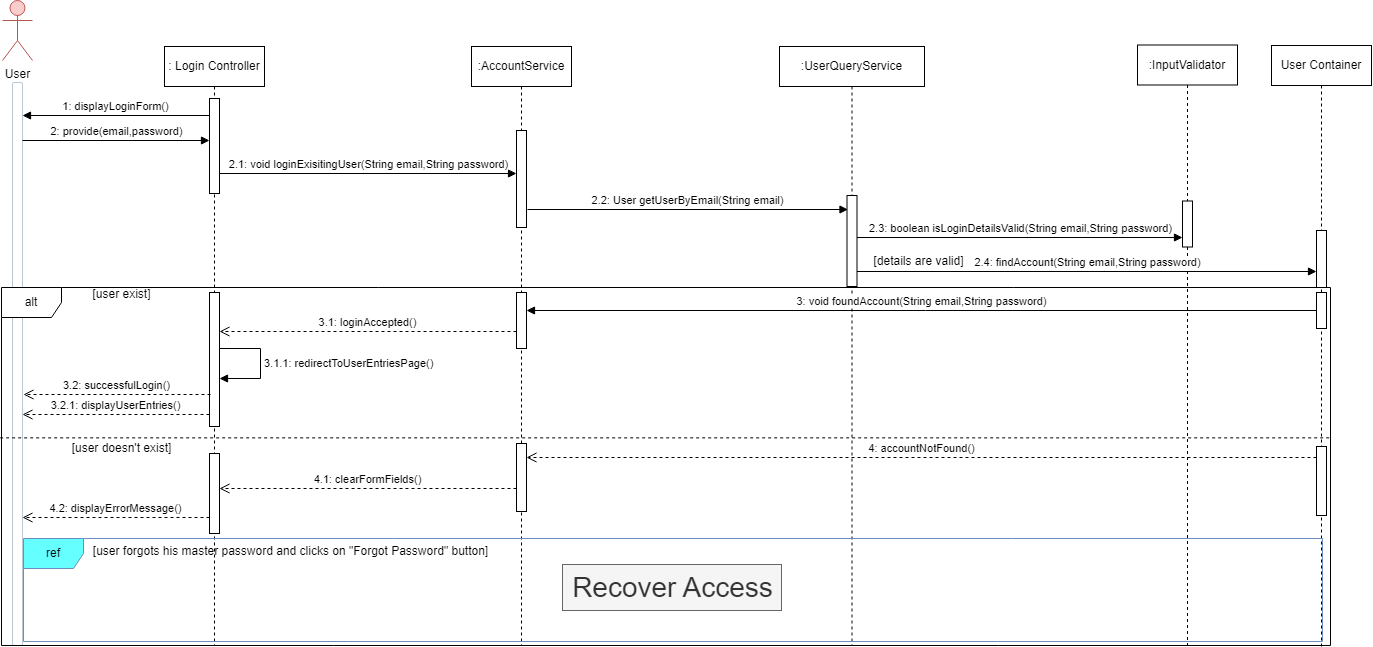 User
: Login Controller
:AccountService
:UserQueryService
:InputValidator
User Container
1: displayLoginForm()
2: provide(email,password)
2.1: void loginExisitingUser(String email,String password)
2.2: User getUserByEmail(String email)
2.3: boolean isLoginDetailsValid(String email,String password)
[details are valid]
2.4: findAccount(String email,String password)
alt
[user exist]
3: void foundAccount(String email,String password)
3.1: loginAccepted()
3.1.1: redirectToUserEntriesPage()
3.2: successfulLogin()
3.2.1: displayUserEntries()
[user doesn't exist]
4: accountNotFound()
4.1: clearFormFields()
4.2: displayErrorMessage()
ref
[user forgots his master password and clicks on "Forgot Password" button]
Recover Access